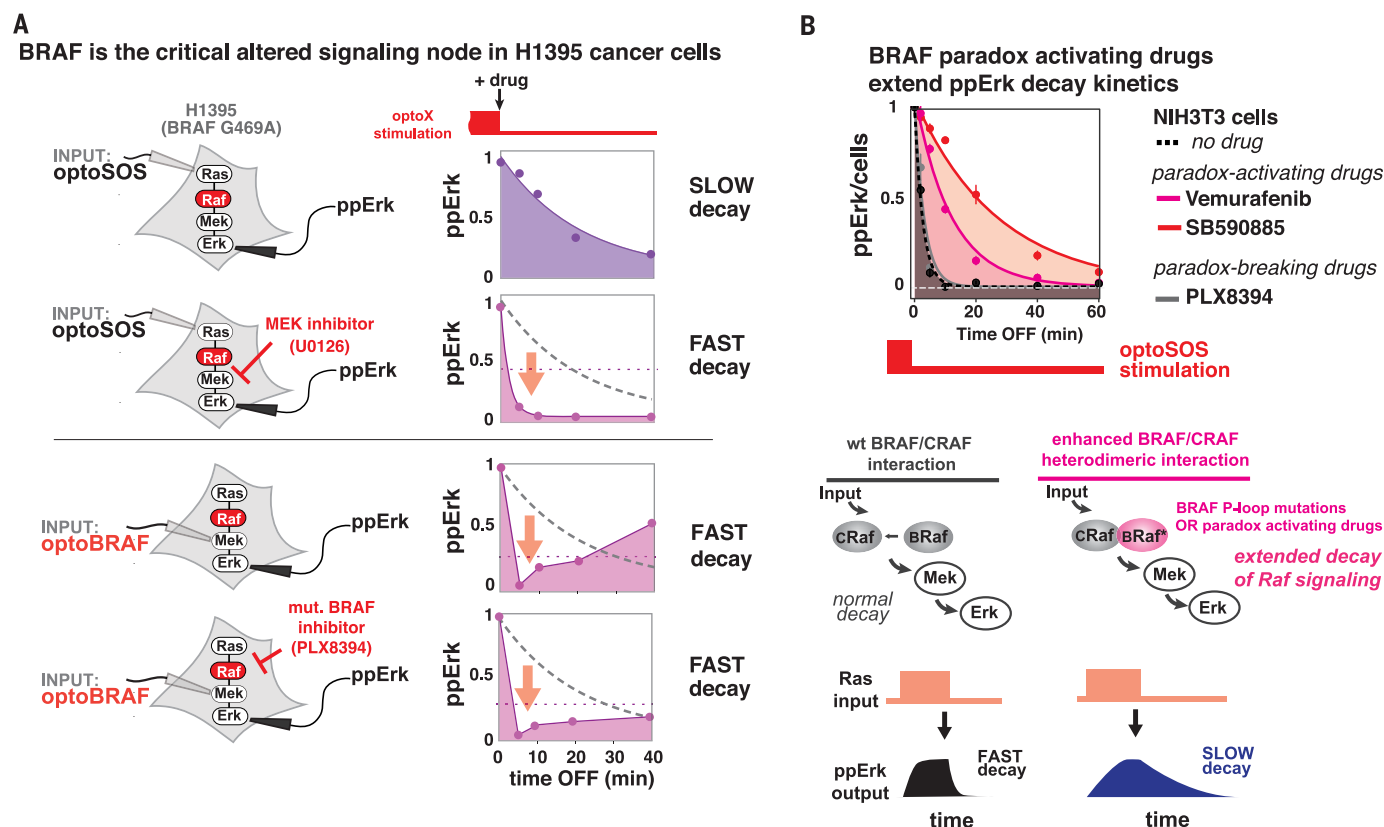 A
BRAF is the critical altered signaling node in H1395 cancer cells
H1395
(BRAF G469A)
INPUT:
optoSOS
Ras
Raf
Mek
Erk
ppErk
+ drug
optoX
stimulation
ppErk
1
0.5
0
SLOW
decay
INPUT:
optoSOS
Ras
Raf
Mek
Erk
MEK inhibitor
(U0126)
ppErk
ppErk
1
0.5
0
FAST
decay
INPUT:
optoBRAF
Ras
Raf
Mek
Erk
ppErk
ppErk
1
0.5
0
FAST
decay
INPUT:
optoBRAF
Ras
Raf
Mek
Erk
mut. BRAF
inhibitor
(PLX8394)
ppErk
ppErk
1
0.5
0
FAST
decay
0 10 20 30 40
time OFF (min)
B
BRAF paradox activating drugs
extend ppErk decay kinetics
ppErk/cells
1
0.5
0
0 20 40 60
Time OFF (min)
NIH3T3 cells
no drug
paradox-activating drugs
Vemurafenib
SB590885
paradox-breaking drugs
PLX8394
optoSOS
stimulation
wt BRAF/CRAF
interaction
Input
CRaf
BRaf
Mek
Erk
normal
decay
enhanced BRAF/CRAF
heterodimeric interaction
Input
CRaf
BRaf*
Mek
Erk
BRAF P-loop mutations
OR paradox activating drugs
extended decay
of Raf signaling
Ras
input
ppErk
output
FAST
decay
time
SLOW
decay
time